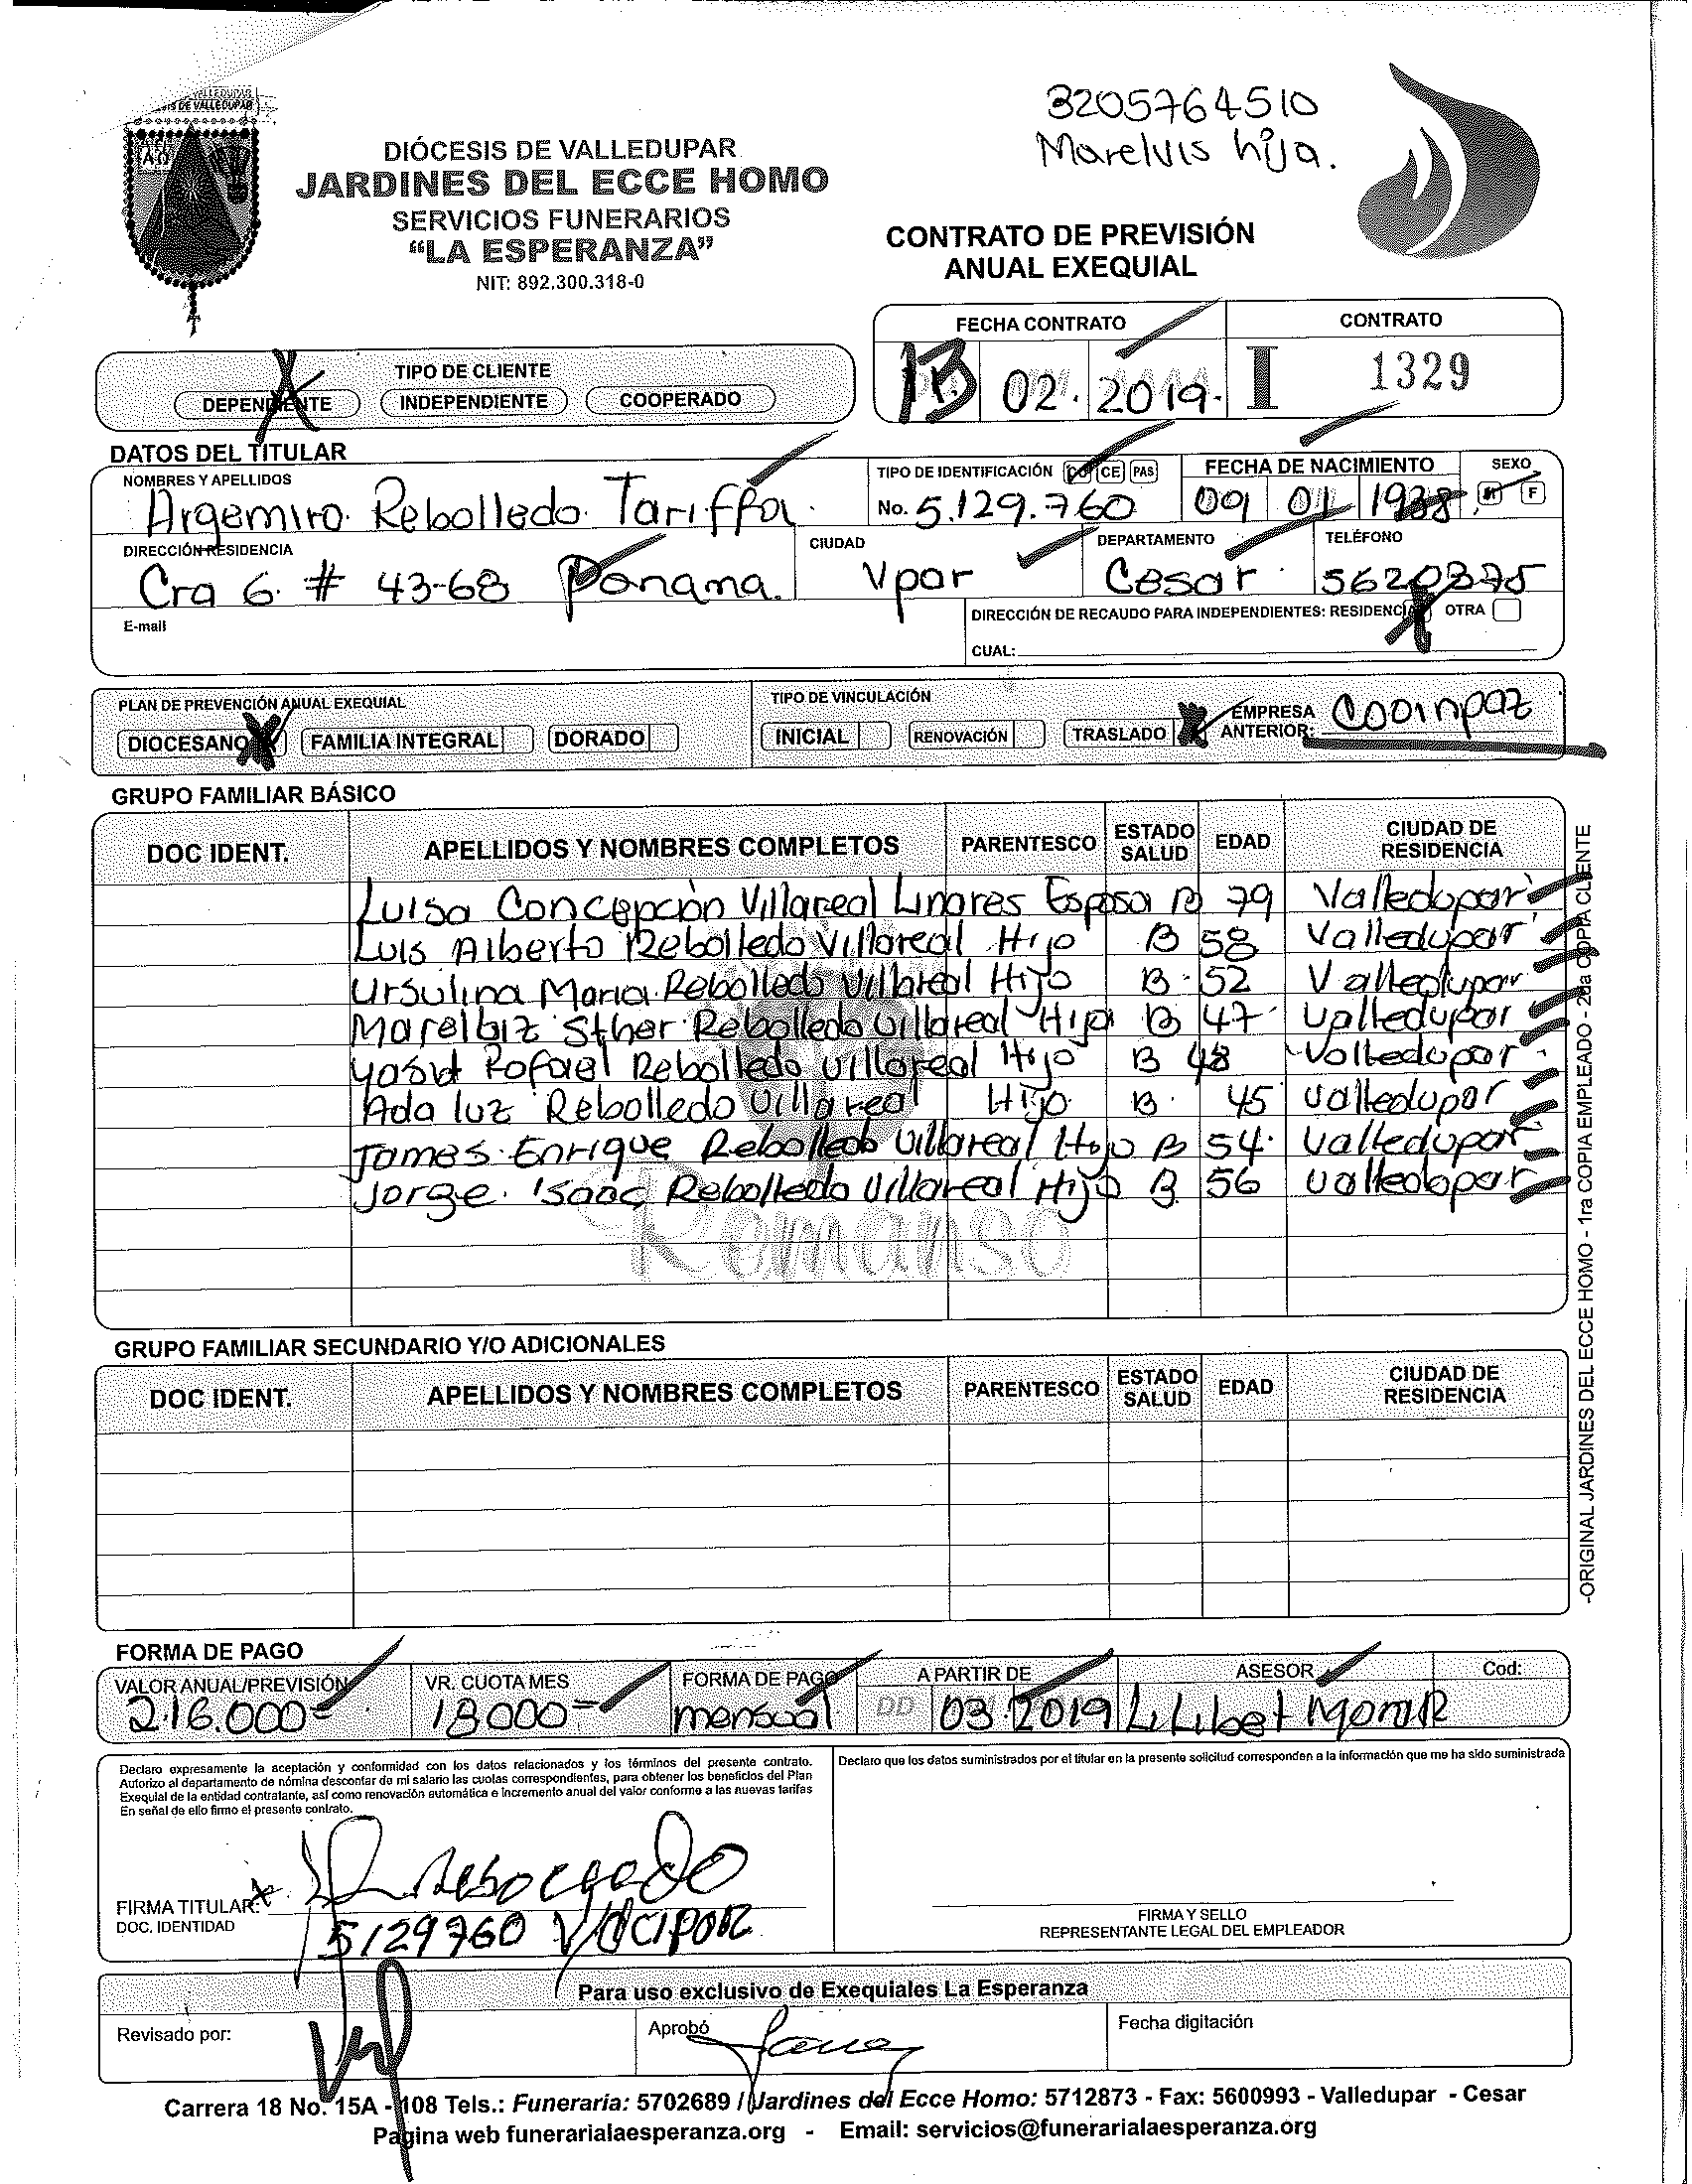 3205764510
Marelvis hija.
DIÓCESIS DE VALLEDUPAR
JARDINES DEL ECCE HOMO
SERVICIOS FUNERARIOS
“LA ESPERANZA”
NIT: 892.300.318-0
CONTRATO DE PREVISIÓN
ANUAL EXEQUIAL
FECHA CONTRATO CONTRATO
13 02. 2019. I 1329
TIPO DE CLIENTE
DEPENDIENTE INDEPENDIENTE COOPERADO
DATOS DEL TITULAR
NOMBRES Y APELLIDOS TIPO DE IDENTIFICACIÓN CC CE PAS FECHA DE NACIMIENTO SEXO
Argemiro Rebolledo Tariffa. No. 5.129.760 09 01 1938 M F
DIRECCIÓN RESIDENCIA CIUDAD DEPARTAMENTO TELÉFONO
Cra 6. # 43-68 Panama. Vpar Cesar 5620375
E-mail DIRECCIÓN DE RECAUDO PARA INDEPENDIENTES: RESIDENCIA OTRA
CUAL:
PLAN DE PREVENCIÓN ANUAL EXEQUIAL TIPO DE VINCULACIÓN
DIOCESANO FAMILIA INTEGRAL DORADO INICIAL RENOVACIÓN TRASLADO EMPRESA ANTERIOR: Cooinpaz
GRUPO FAMILIAR BÁSICO
DOC IDENT. APELLIDOS Y NOMBRES COMPLETOS PARENTESCO ESTADO SALUD EDAD CIUDAD DE RESIDENCIA
Luisa Concepción Villareal Linares Esposa B 79 Valledupar
Luis Alberto Rebolledo Villareal Hijo B 58 Valledupar
Ursulina Maria Rebolledo Villareal Hijo B 52 Valledupar
Marelbiz Sther Rebolledo Villareal Hija B 47 Valledupar
Yasid Rafael Rebolledo Villareal Hijo B 48 Valledupar
Ada luz Rebolledo Villareal Hijo B 45 Valledupar
James Enrique Rebolledo Villareal Hijo B 54 Valledupar
Jorge Isaac Rebolledo Villareal Hijo B 56 Valledupar
Remanso
GRUPO FAMILIAR SECUNDARIO Y/O ADICIONALES
DOC IDENT. APELLIDOS Y NOMBRES COMPLETOS PARENTESCO ESTADO SALUD EDAD CIUDAD DE RESIDENCIA
FORMA DE PAGO
VALOR ANUAL/PREVISIÓN VR. CUOTA MES FORMA DE PAGO A PARTIR DE ASESOR Cod:
216.000= 18000= mensual DD 03 2019 Lilibet Mora R
Declaro expresamente la aceptación y conformidad con los datos relacionados y los términos del presente contrato.
Autorizo al departamento de nómina descontar de mi salario las cuotas correspondientes, para obtener los beneficios del Plan
Exequial de la entidad contratante, así como renovación automática e incremento anual del valor conforme a las nuevas tarifas
En señal de ello firmo el presente contrato.
Declaro que los datos suministrados por el titular en la presente solicitud corresponden a la información que me ha sido suministrada
FIRMA TITULAR: Rebolledo
DOC. IDENTIDAD 5129760 V/ducipar
FIRMA Y SELLO
REPRESENTANTE LEGAL DEL EMPLEADOR
Para uso exclusivo de Exequiales La Esperanza
Revisado por: Aprobó Fecha digitación
Carrera 18 No. 15A - 108 Tels.: Funeraria: 5702689 / Jardines del Ecce Homo: 5712873 - Fax: 5600993 - Valledupar - Cesar
Pagina web funerarialaesperanza.org - Email: servicios@funerarialaesperanza.org
-ORIGINAL JARDINES DEL ECCE HOMO - 1ra COPIA EMPLEADO - 2da COPIA CLIENTE